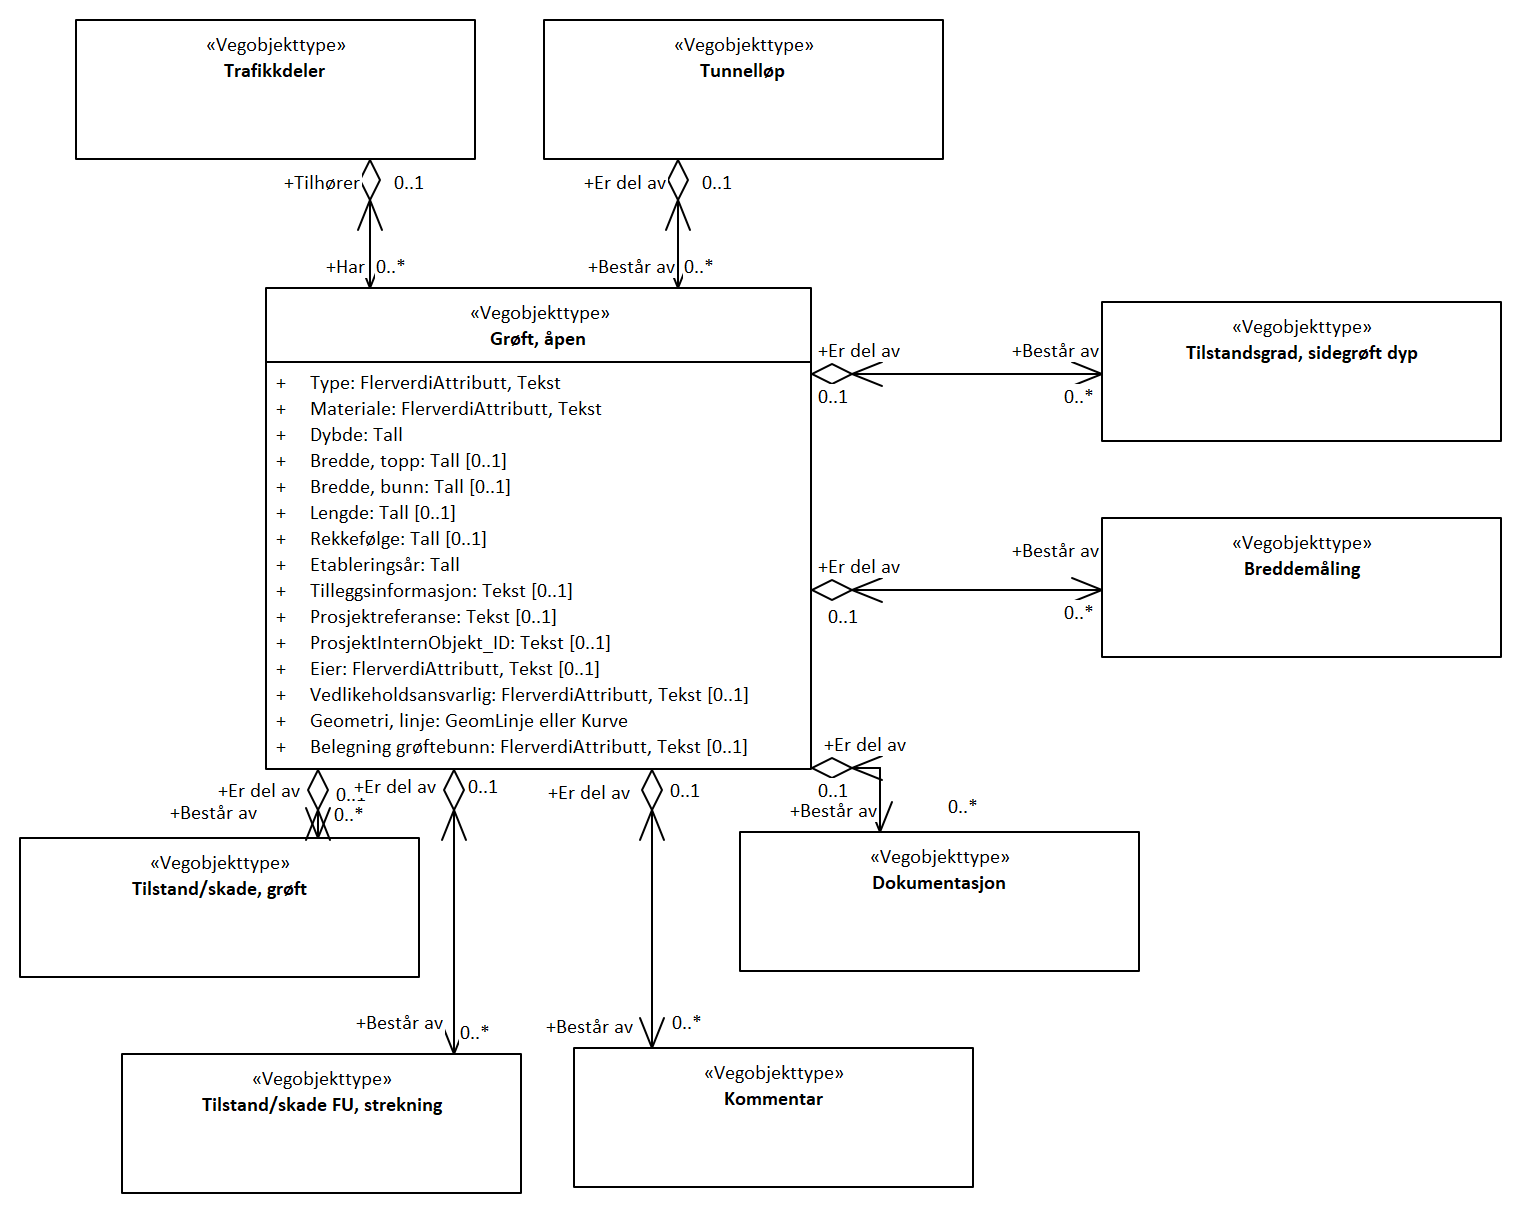 «Vegobjekttype»
Trafikkdeler
«Vegobjekttype»
Tunnelløp
+Tilhører
0..1
+Er del av
0..1
+Har
0..*
+Består av
0..*
«Vegobjekttype»
Grøft, åpen
+ Type: FlerverdiAttributt, Tekst
+ Materiale: FlerverdiAttributt, Tekst
+ Dybde: Tall
+ Bredde, topp: Tall [0..1]
+ Bredde, bunn: Tall [0..1]
+ Lengde: Tall [0..1]
+ Rekkefølge: Tall [0..1]
+ Etableringsår: Tall
+ Tilleggsinformasjon: Tekst [0..1]
+ Prosjektreferanse: Tekst [0..1]
+ ProsjektInternObjekt_ID: Tekst [0..1]
+ Eier: FlerverdiAttributt, Tekst [0..1]
+ Vedlikeholdsansvarlig: FlerverdiAttributt, Tekst [0..1]
+ Geometri, linje: GeomLinje eller Kurve
+ Belegning grøftebunn: FlerverdiAttributt, Tekst [0..1]
+Er del av
0..1
+Består av
0..*
«Vegobjekttype»
Tilstandsgrad, sidegrøft dyp
+Er del av
0..1
+Består av
0..*
«Vegobjekttype»
Breddemåling
+Er del av
0..1
+Består av
0..*
«Vegobjekttype»
Dokumentasjon
+Er del av
0..1
+Består av
0..*
«Vegobjekttype»
Tilstand/skade, grøft
+Er del av
0..1
+Består av
0..*
«Vegobjekttype»
Tilstand/skade FU, strekning
+Er del av
0..1
+Består av
0..*
«Vegobjekttype»
Kommentar